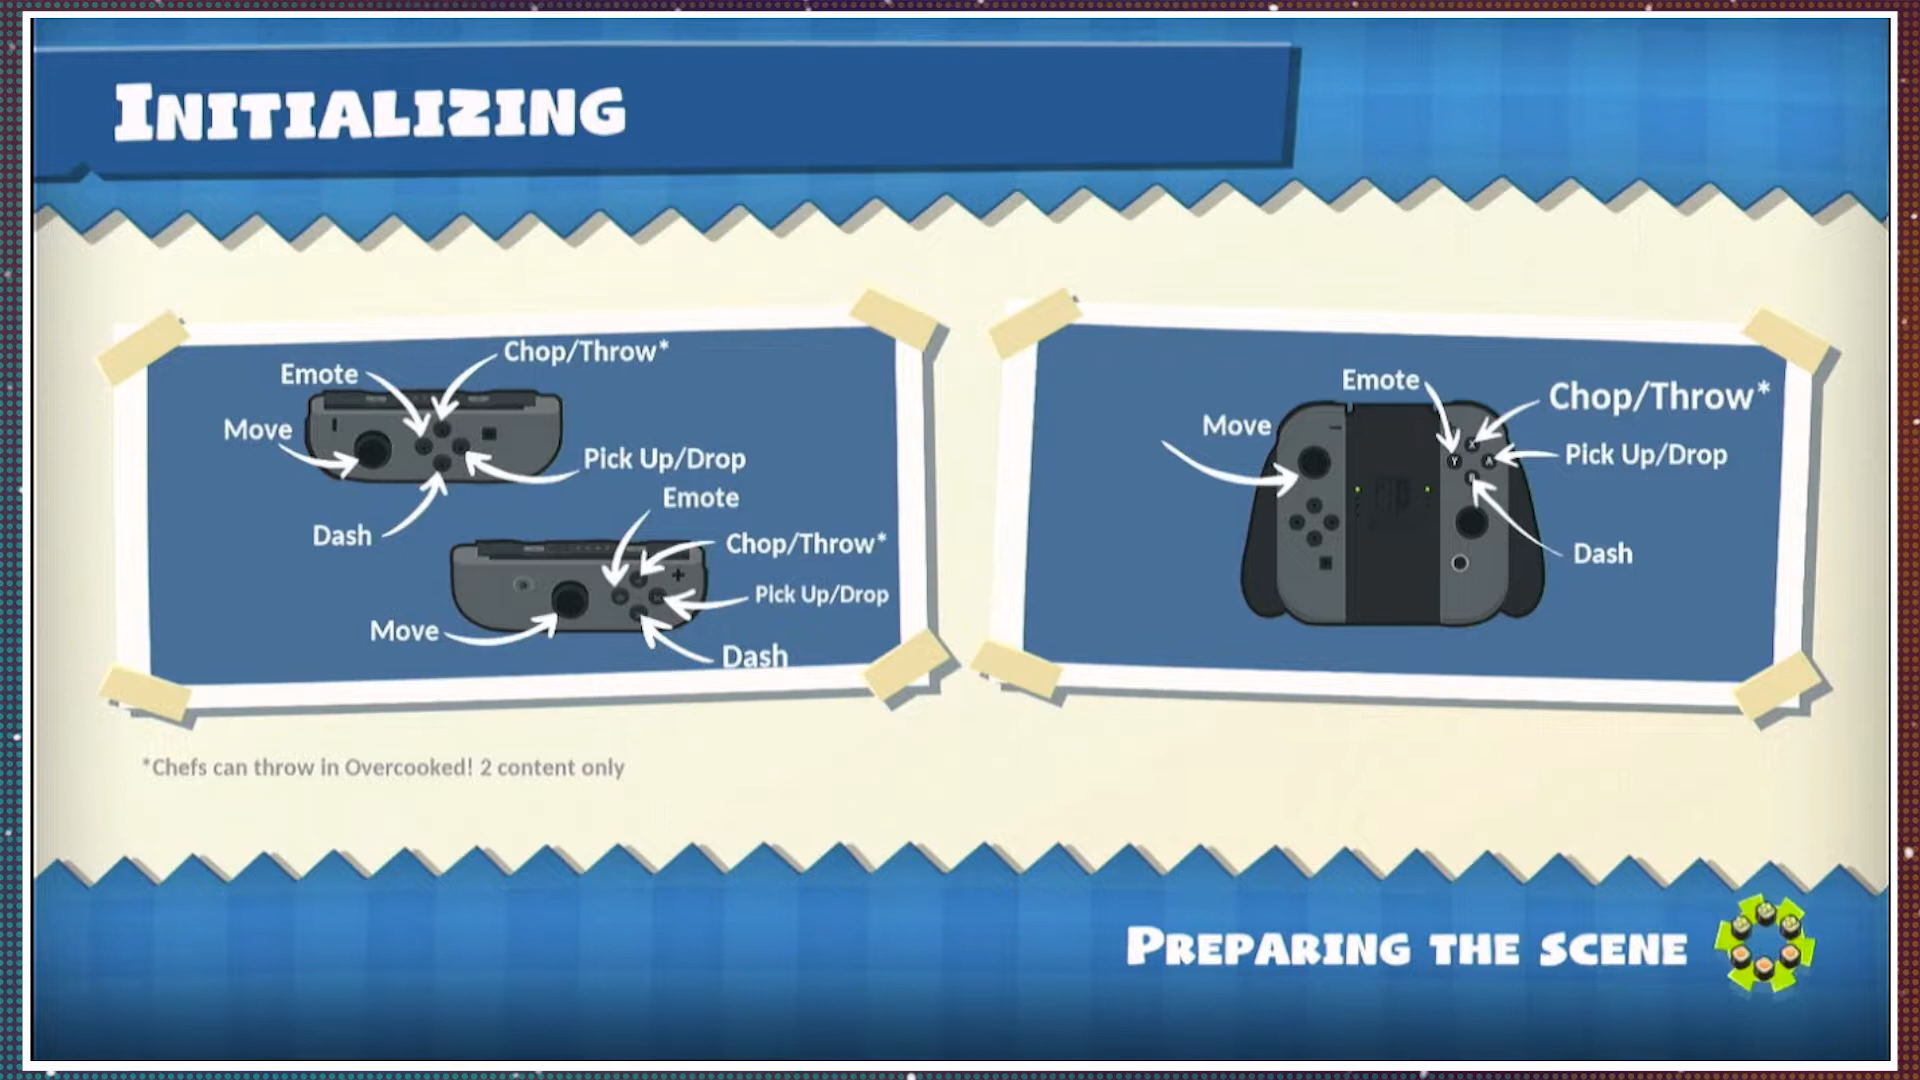 INITIALIZING
Chop/Throw*
Emote
Move
Pick Up/Drop
Dash
Emote
Chop/Throw*
Pick Up/Drop
Move
Dash
Emote
Chop/Throw*
Move
Pick Up/Drop
Dash
Y
X
A
*Chefs can throw in Overcooked! 2 content only
PREPARING THE SCENE